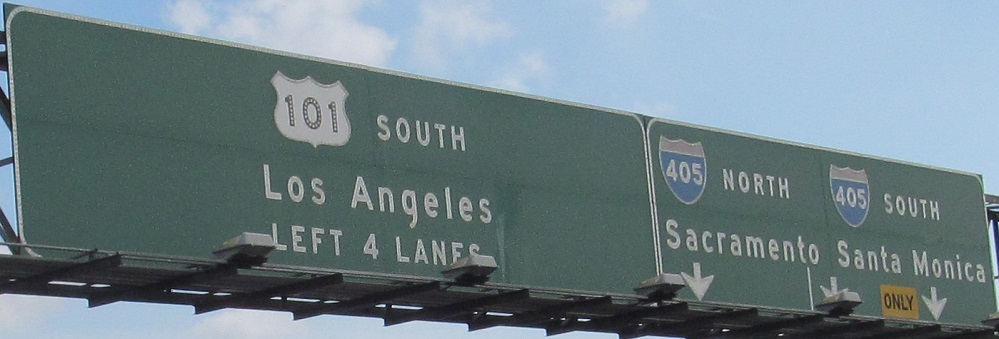 101 SOUTH
Los Angeles
LEFT 4 LANES
405 NORTH
Sacramento
405 SOUTH
Santa Monica
ONLY